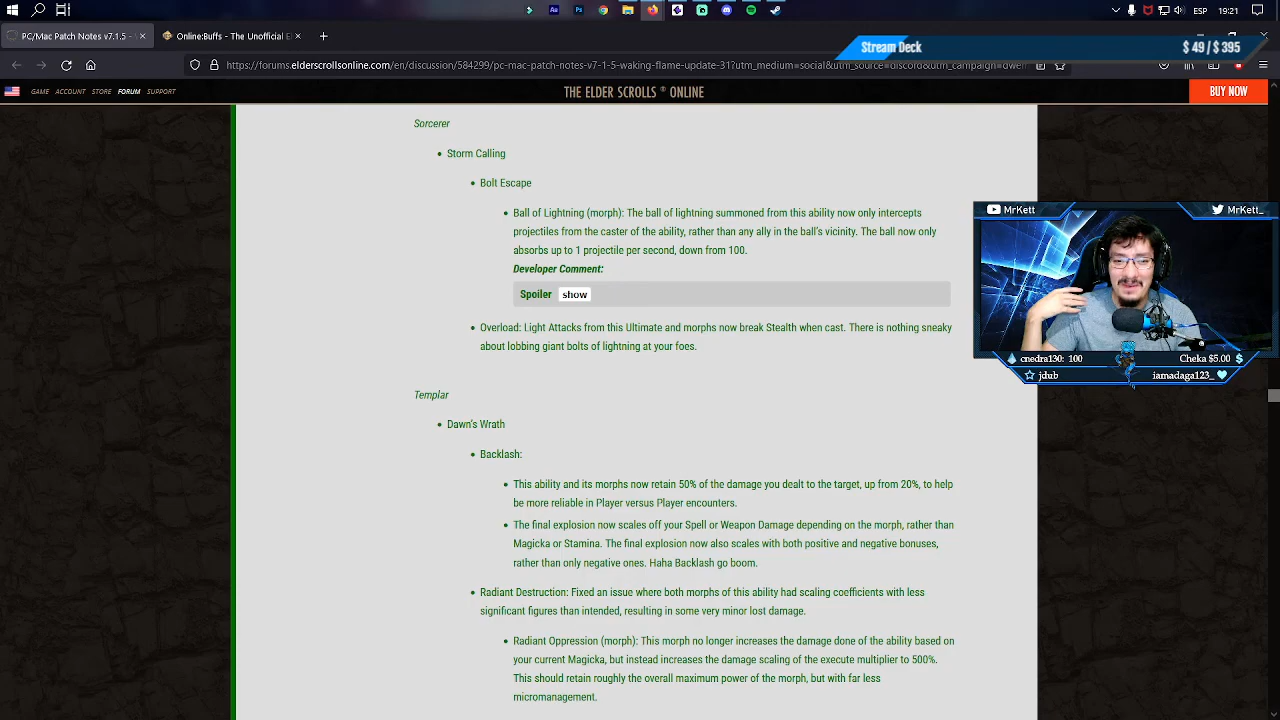 ESP 19:21
PC/Mac Patch Notes v7.1.5 -
Online:Buffs - The Unofficial El
Stream Deck
$ 49 / $ 395
https://forums.elderscrollsonline.com/en/discussion/584299/pc-mac-patch-notes-v7-1-5-waking-flame-update-31?utm_medium=social&utm_source=discord&utm_campaign=dwem
GAME ACCOUNT STORE FORUM SUPPORT
THE ELDER SCROLLS ® ONLINE
BUY NOW
Sorcerer
Storm Calling
Bolt Escape
Ball of Lightning (morph): The ball of lightning summoned from this ability now only intercepts
projectiles from the caster of the ability, rather than any ally in the ball's vicinity. The ball now only
absorbs up to 1 projectile per second, down from 100.
Developer Comment:
Spoiler show
Overload: Light Attacks from this Ultimate and morphs now break Stealth when cast. There is nothing sneaky
about lobbing giant bolts of lightning at your foes.
MrKett
MrKett_
cnedra130: 100
Cheka $5.00
jdub
iamadaga123_
Templar
Dawn's Wrath
Backlash:
This ability and its morphs now retain 50% of the damage you dealt to the target, up from 20%, to help
be more reliable in Player versus Player encounters.
The final explosion now scales off your Spell or Weapon Damage depending on the morph, rather than
Magicka or Stamina. The final explosion now also scales with both positive and negative bonuses,
rather than only negative ones. Haha Backlash go boom.
Radiant Destruction: Fixed an issue where both morphs of this ability had scaling coefficients with less
significant figures than intended, resulting in some very minor lost damage.
Radiant Oppression (morph): This morph no longer increases the damage done of the ability based on
your current Magicka, but instead increases the damage scaling of the execute multiplier to 500%.
This should retain roughly the overall maximum power of the morph, but with far less
micromanagement.